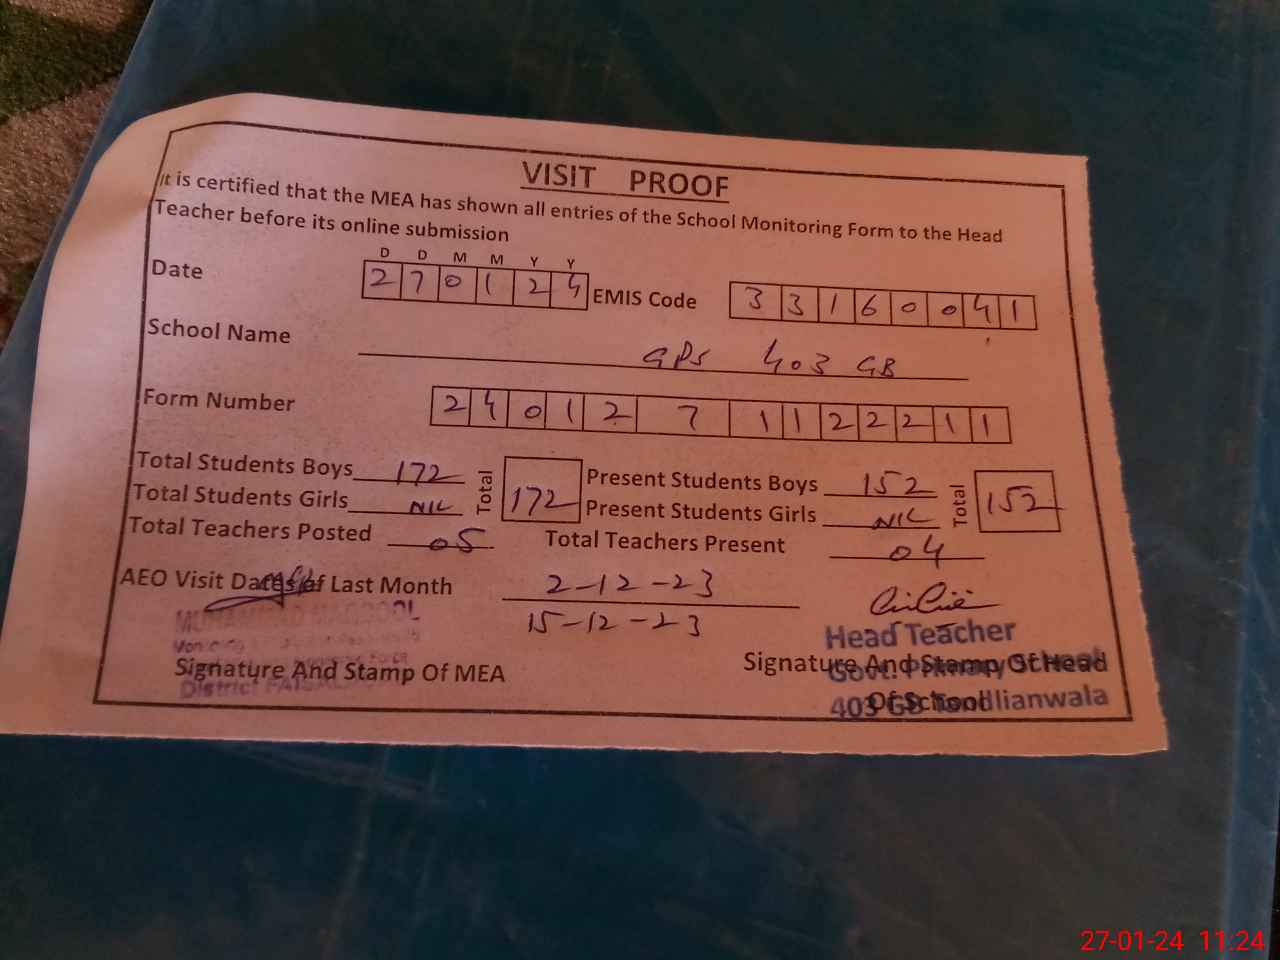 VISIT PROOF
It is certified that the MEA has shown all entries of the School Monitoring Form to the Head
Teacher before its online submission
D D M M Y Y
Date 2 7 0 1 2 4 EMIS Code 3 3 1 6 0 0 4 1
School Name GPS 403 GB
Form Number 2 4 0 1 2 7 1 1 2 2 2 1 1
Total Students Boys 172 Total 172 Present Students Boys 152 Total 152
Total Students Girls NIL Present Students Girls NIL
Total Teachers Posted 05 Total Teachers Present 04
AEO Visit Dates of Last Month 2-12-23
15-12-23
MUHAMMAD MAQBOOL
Signature And Stamp Of MEA
District
Head Teacher
Signature And Stamp Of Head
Govt. Primary School
Of School
403 GB Tandlianwala
27-01-24 11:24